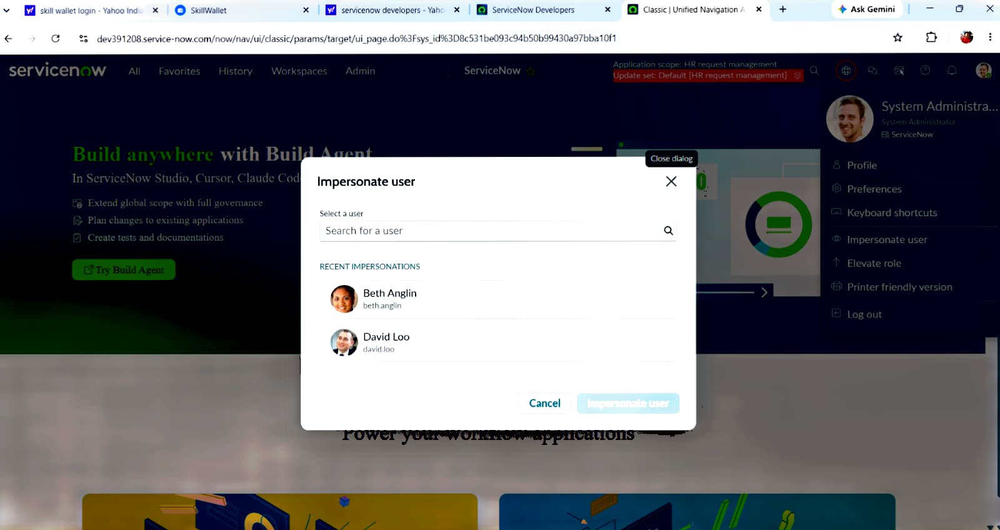 skill wallet login - Yahoo India
SkillWallet
servicenow developers - Yaho
ServiceNow Developers
Classic | Unified Navigation A
Ask Gemini
dev391208.service-now.com/now/nav/ui/classic/params/target/ui_page.do%3Fsys_id%3D8c531be093c94b50b99430a97bba10f1
servicenow
All
Favorites
History
Workspaces
Admin
ServiceNow
Application scope: HR request management
Update set: Default [HR request management]
System Administra...
System Administrator
ServiceNow
Build anywhere with Build Agent
In ServiceNow Studio, Cursor, Claude Cod
Extend global scope with full governance
Plan changes to existing applications
Create tests and documentations
Try Build Agent
Close dialog
Impersonate user
Select a user
Search for a user
RECENT IMPERSONATIONS
Beth Anglin
beth.anglin
David Loo
david.loo
Cancel
Impersonate user
Profile
Preferences
Keyboard shortcuts
Impersonate user
Elevate role
Printer friendly version
Log out
Power your workflow applications